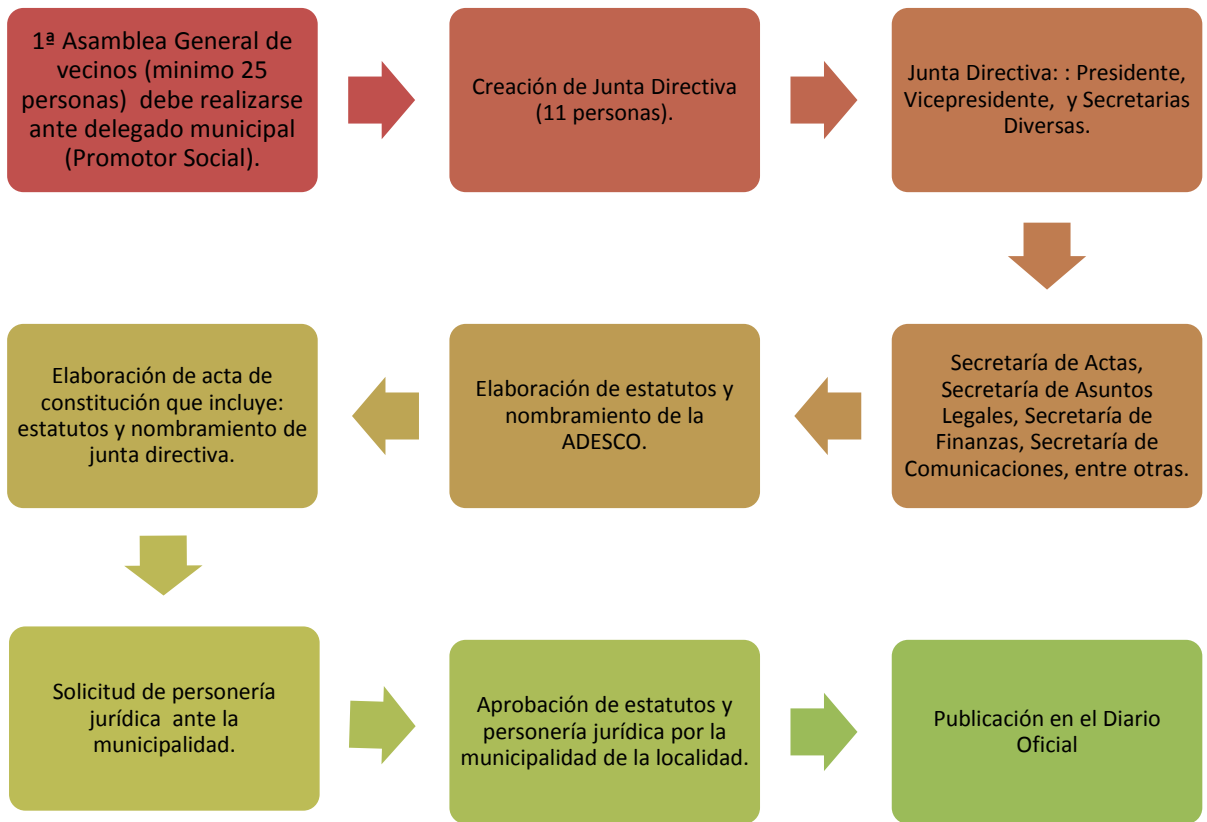 1ª Asamblea General de
vecinos (minimo 25
personas) debe realizarse
ante delegado municipal
(Promotor Social).
Creación de Junta Directiva
(11 personas).
Junta Directiva: : Presidente,
Vicepresidente, y Secretarias
Diversas.
Secretaría de Actas,
Secretaría de Asuntos
Legales, Secretaría de
Finanzas, Secretaría de
Comunicaciones, entre otras.
Elaboración de estatutos y
nombramiento de la
ADESCO.
Elaboración de acta de
constitución que incluye:
estatutos y nombramiento de
junta directiva.
Solicitud de personería
jurídica ante la
municipalidad.
Aprobación de estatutos y
personería jurídica por la
municipalidad de la localidad.
Publicación en el Diario
Oficial